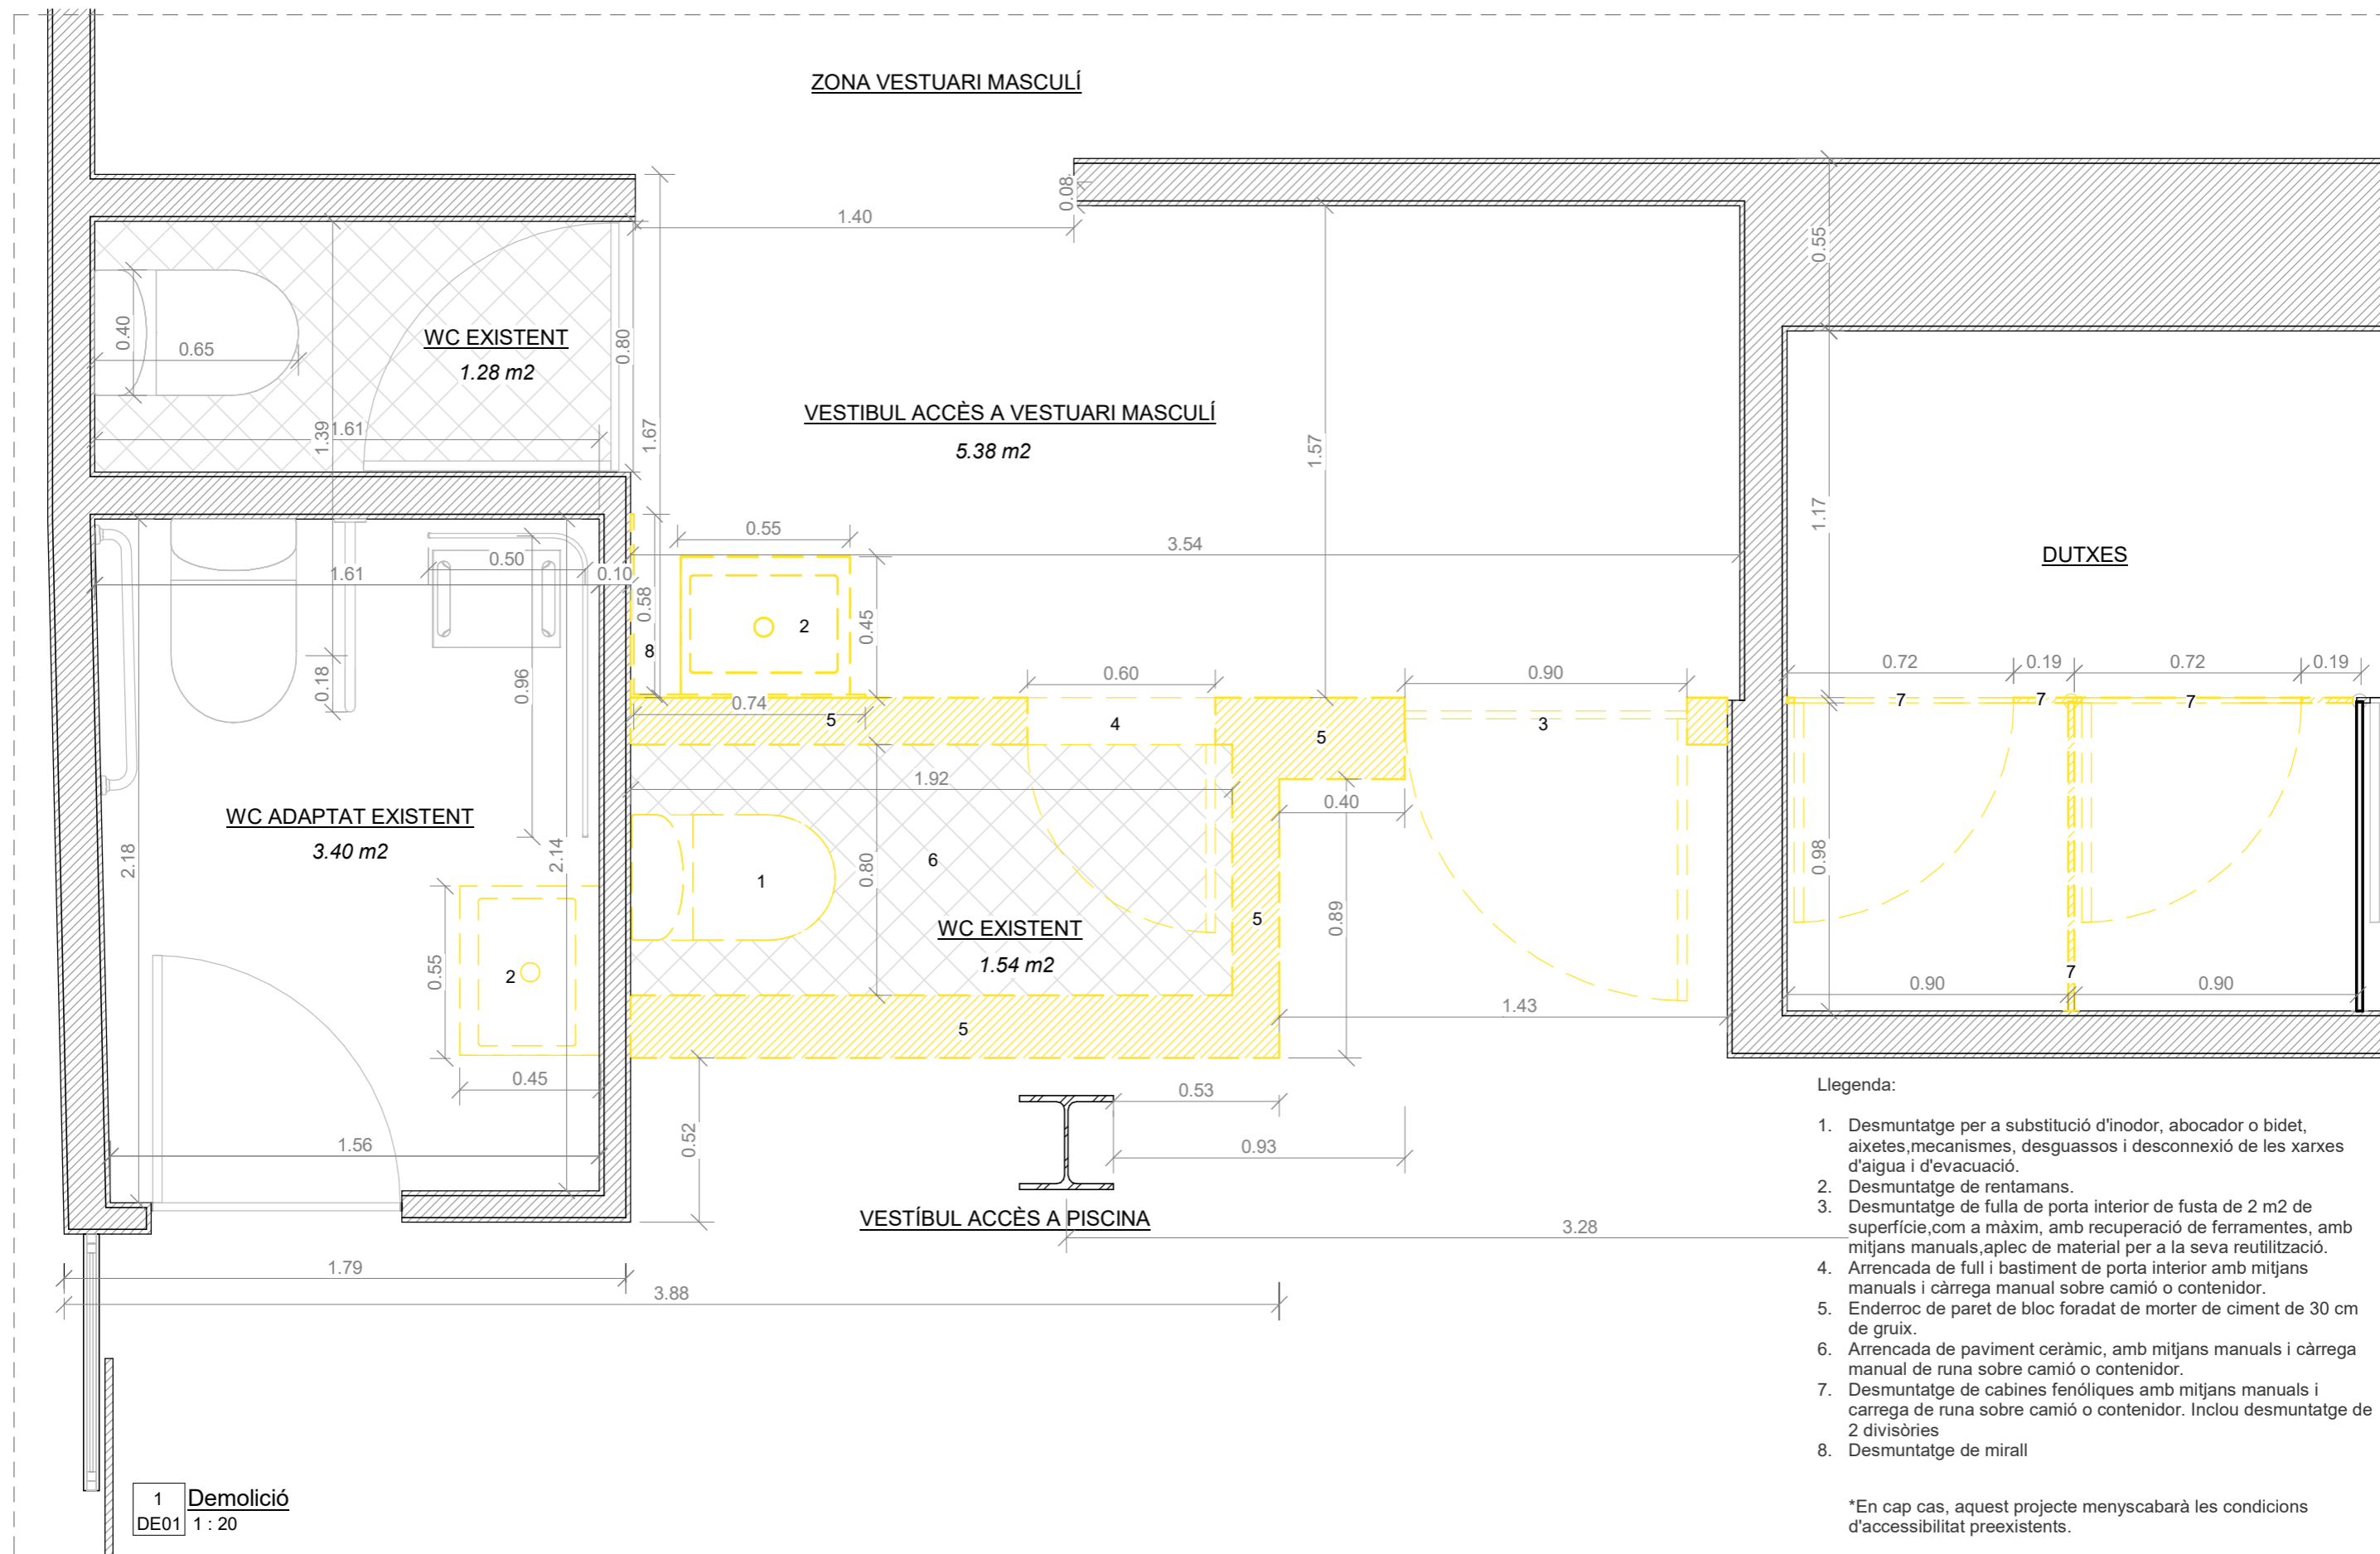 ZONA VESTUARI MASCULÍ
0.08
1.40
0.55
0.40
0.65
WC EXISTENT
1.28 m2
0.80
1.39
1.61
1.67
VESTIBUL ACCÈS A VESTUARI MASCULÍ
5.38 m2
1.57
1.17
0.55
3.54
DUTXES
0.50
1.61
0.10
0.58
0.45
2
8
0.18
0.96
0.60
0.90
0.72
0.19
0.72
0.19
0.74
5
4
5
3
7
7
7
1.92
0.40
WC ADAPTAT EXISTENT
3.40 m2
2.18
2.14
0.80
6
1
0.98
WC EXISTENT
1.54 m2
5
0.89
0.55
2
7
0.90
0.90
1.43
5
0.45
0.53
0.52
1.56
0.93
VESTÍBUL ACCÈS A PISCINA
3.28
1.79
3.88
Llegenda:
1. Desmuntatge per a substitució d'inodor, abocador o bidet,
aixetes,mecanismes, desguassos i desconnexió de les xarxes
d'aigua i d'evacuació.
2. Desmuntatge de rentamans.
3. Desmuntatge de fulla de porta interior de fusta de 2 m2 de
superfície,com a màxim, amb recuperació de ferramentes, amb
mitjans manuals,aplec de material per a la seva reutilització.
4. Arrencada de full i bastiment de porta interior amb mitjans
manuals i càrrega manual sobre camió o contenidor.
5. Enderroc de paret de bloc foradat de morter de ciment de 30 cm
de gruix.
6. Arrencada de paviment ceràmic, amb mitjans manuals i càrrega
manual de runa sobre camió o contenidor.
7. Desmuntatge de cabines fenóliques amb mitjans manuals i
carrega de runa sobre camió o contenidor. Inclou desmuntatge de
2 divisòries
8. Desmuntatge de mirall
*En cap cas, aquest projecte menyscabarà les condicions
d'accessibilitat preexistents.
1 Demolició
DE01 1 : 20